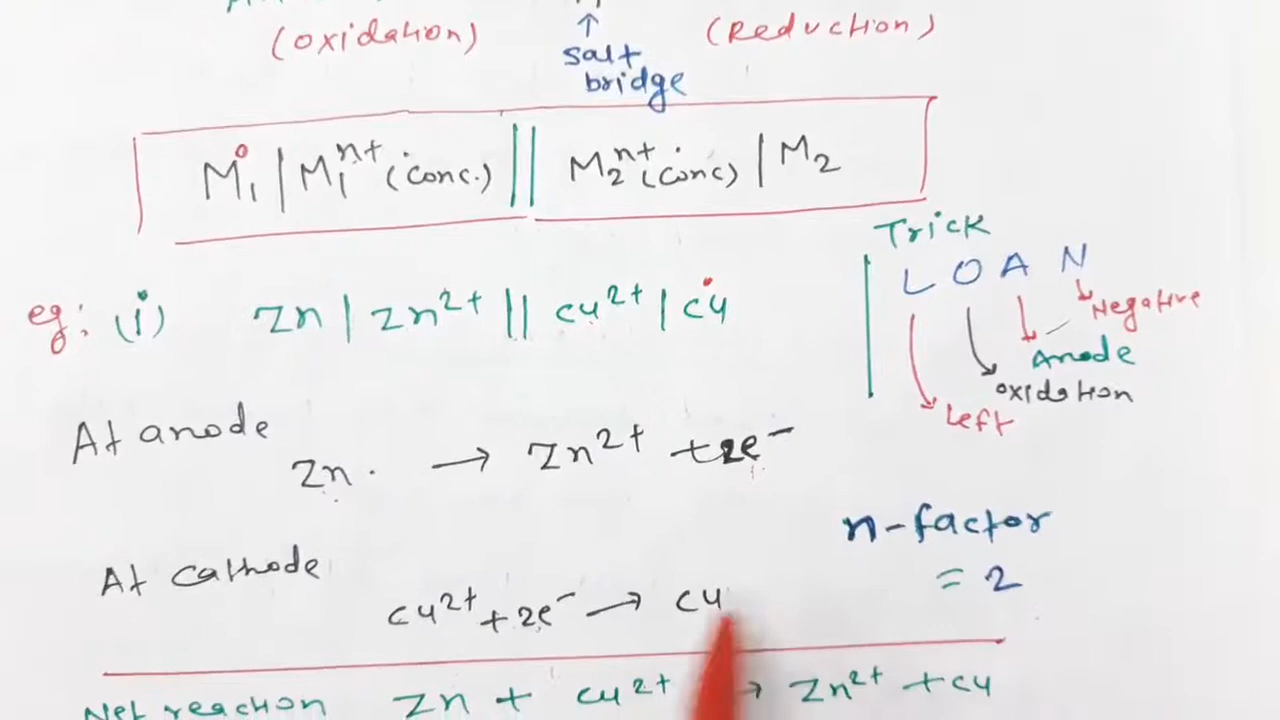 (oxidation) ↑ (Reduction)
salt
bridge
M₁ | M₁ⁿ⁺ (conc.) || M₂ⁿ⁺ (conc) | M₂
Trick
L O A N
Negative
Anode
oxidation
Left
eg: (i) Zn | Zn²⁺ || Cu²⁺ | Cu
At anode
Zn → Zn²⁺ + 2e⁻
n-factor
= 2
At cathode
Cu²⁺ + 2e⁻ → Cu
Net reaction Zn + Cu²⁺ → Zn²⁺ + Cu